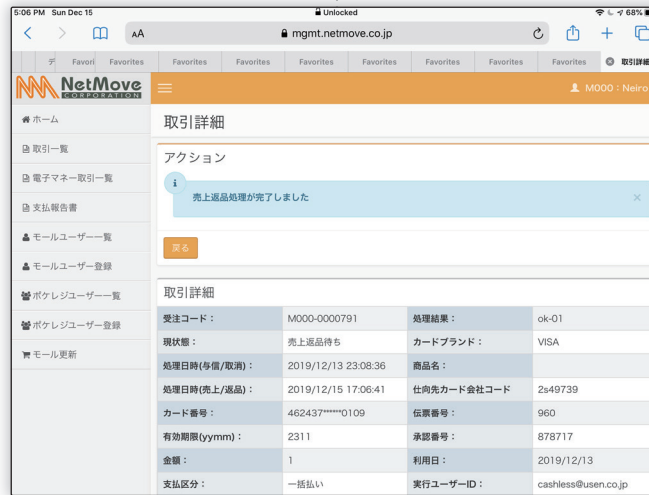 5:06 PM Sun Dec 15
Unlocked
68%
AA
mgmt.netmove.co.jp
デ Favori Favorites Favorites Favorites Favorites Favorites Favorites Favorites 取引詳細
NetMove
CORPORATION
M000：Neiro
ホーム
取引一覧
電子マネー取引一覧
支払報告書
モールユーザー一覧
モールユーザー登録
ポケレジユーザー一覧
ポケレジユーザー登録
モール更新
取引詳細
アクション
i
売上返品処理が完了しました
×
戻る
取引詳細
受注コード： M000-0000791 処理結果： ok-01
現状態： 売上返品待ち カードブランド： VISA
処理日時(与信/取消)： 2019/12/13 23:08:36 商品名：
処理日時(売上/返品)： 2019/12/15 17:06:41 仕向先カード会社コード 2s49739
カード番号： 462437******0109 伝票番号： 960
有効期限(yymm)： 2311 承認番号： 878717
金額： 1 利用日： 2019/12/13
支払区分： 一括払い 実行ユーザーID： cashless@usen.co.jp